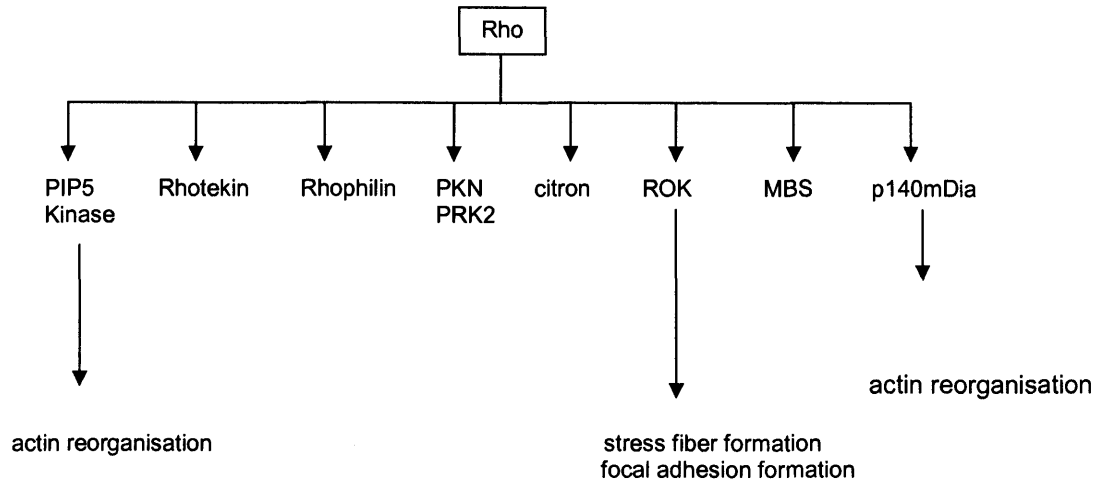 Rho
PIP5 Rhotekin Rhophilin PKN citron ROK MBS p140mDia
Kinase PRK2
actin reorganisation
actin reorganisation
stress fiber formation
focal adhesion formation